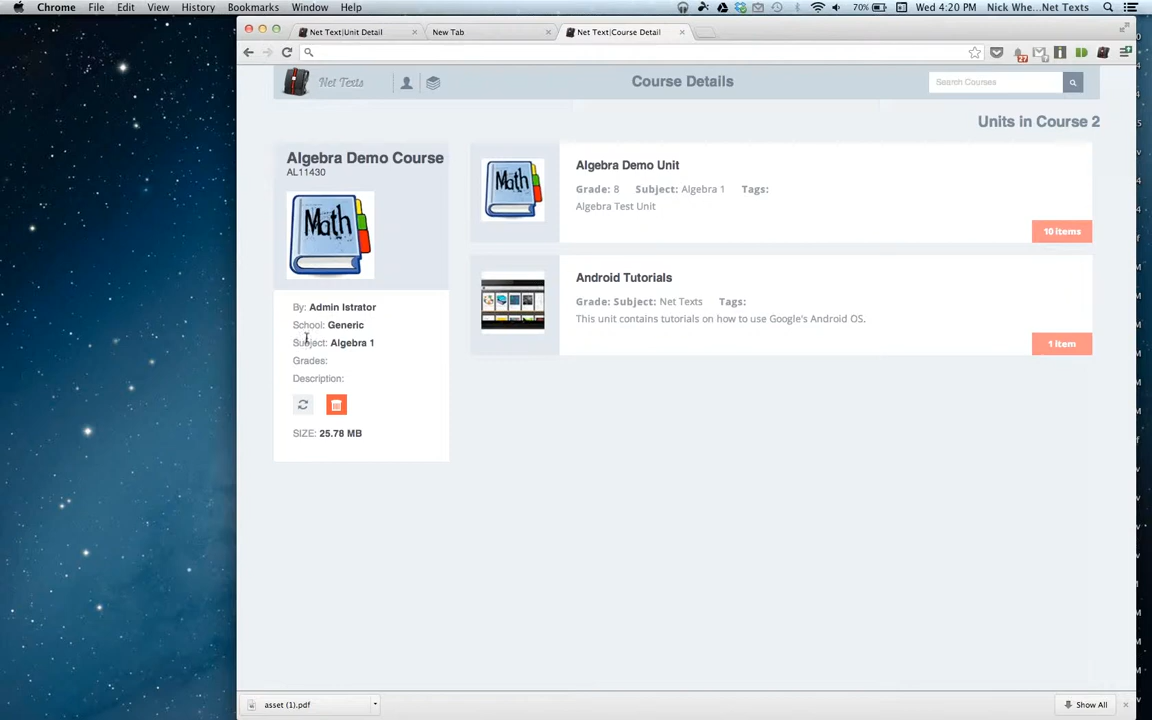 Chrome File Edit View History Bookmarks Window Help 70% Wed 4:20 PM Nick Whe...Net Texts
Net Text|Unit Detail New Tab Net Text|Course Detail
27
Net Texts Course Details Search Courses
Units in Course 2
Algebra Demo Course
AL11430
Math
By: Admin Istrator
School: Generic
Subject: Algebra 1
Grades:
Description:
SIZE: 25.78 MB
Math
Algebra Demo Unit
Grade: 8 Subject: Algebra 1 Tags:
Algebra Test Unit
10 items
Android Tutorials
Grade: Subject: Net Texts Tags:
This unit contains tutorials on how to use Google's Android OS.
1 item
asset (1).pdf Show All